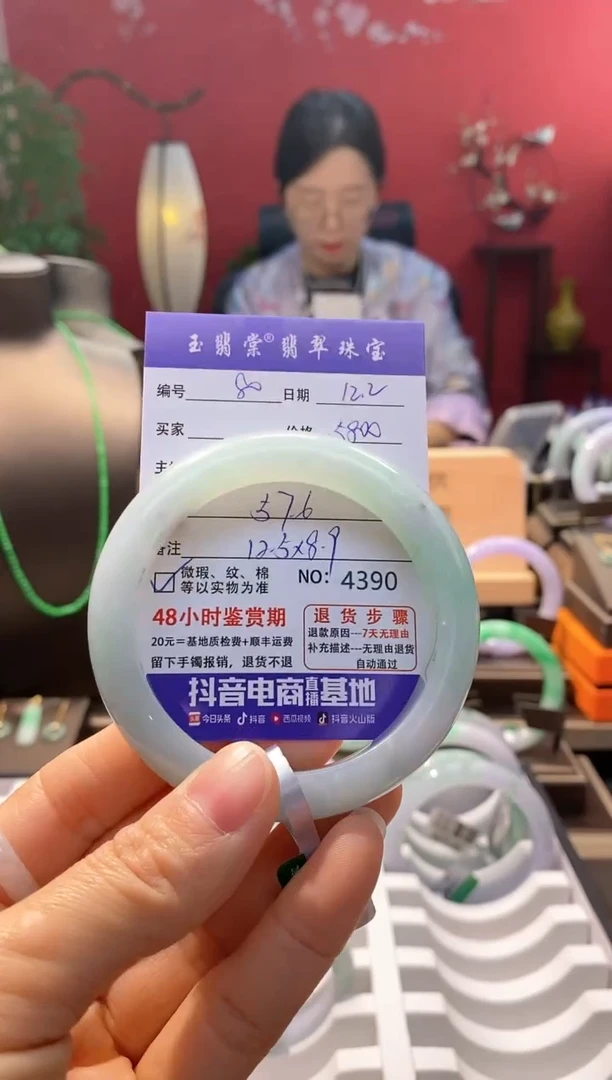 玉翡棠®翡翠珠宝
编号 80 日期 12.2
买家 价格 5800
57.6
备注 12.5×8.9
☑ 微瑕、纹、棉 等以实物为准 NO: 4390
48小时鉴赏期
20元=基地质检费+顺丰运费
留下手镯报销，退货不退
退货步骤
退款原因---7天无理由
补充描述---无理由退货
自动通过
抖音电商直播基地
今日头条 抖音 西瓜视频 抖音火山版